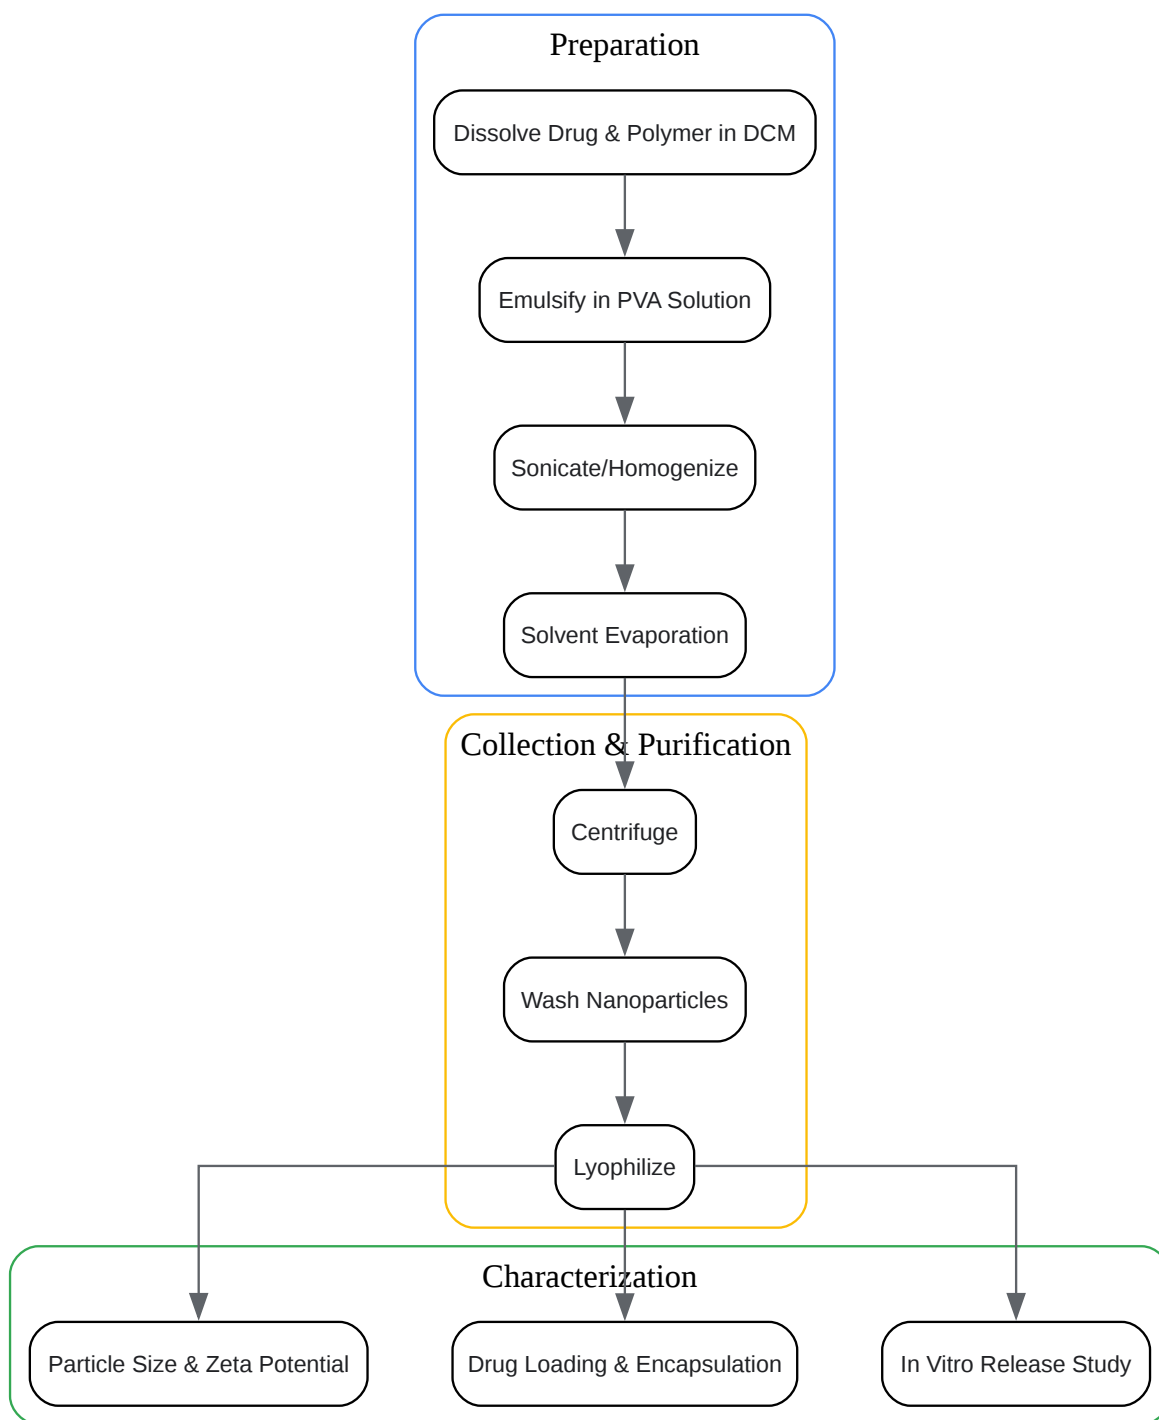 Preparation
Dissolve Drug & Polymer in DCM
Emulsify in PVA Solution
Sonicate/Homogenize
Solvent Evaporation
Collection & Purification
Centrifuge
Wash Nanoparticles
Lyophilize
Characterization
Particle Size & Zeta Potential
Drug Loading & Encapsulation
In Vitro Release Study